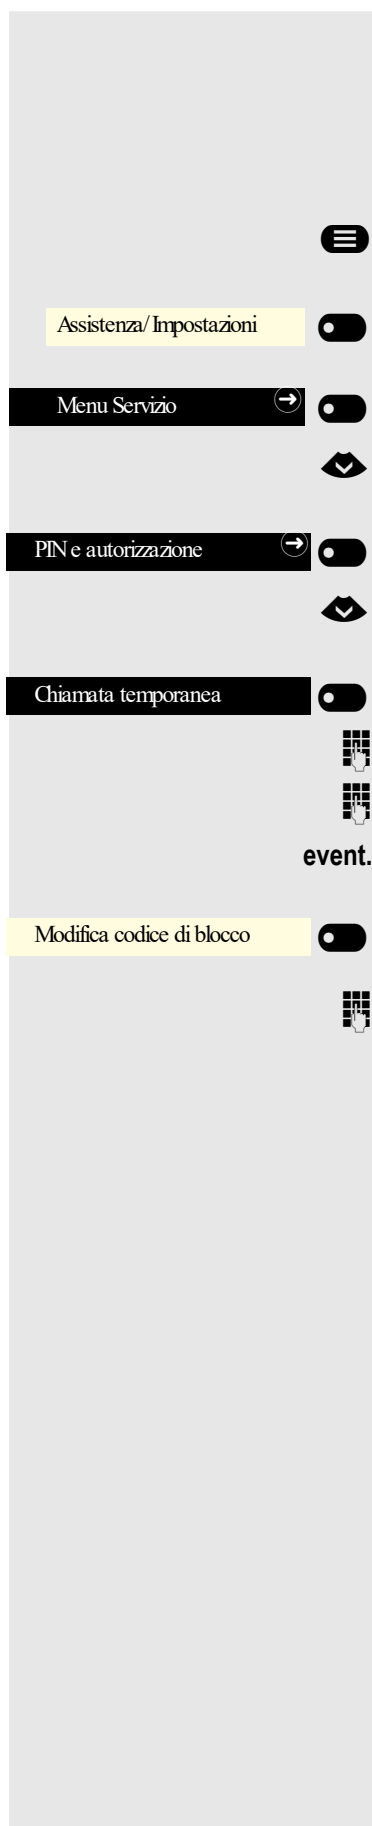 Assistenza/ Impostazioni
Menu Servizio
PIN e autorizzazione
Chiamata temporanea
event.
Modifica codice di blocco